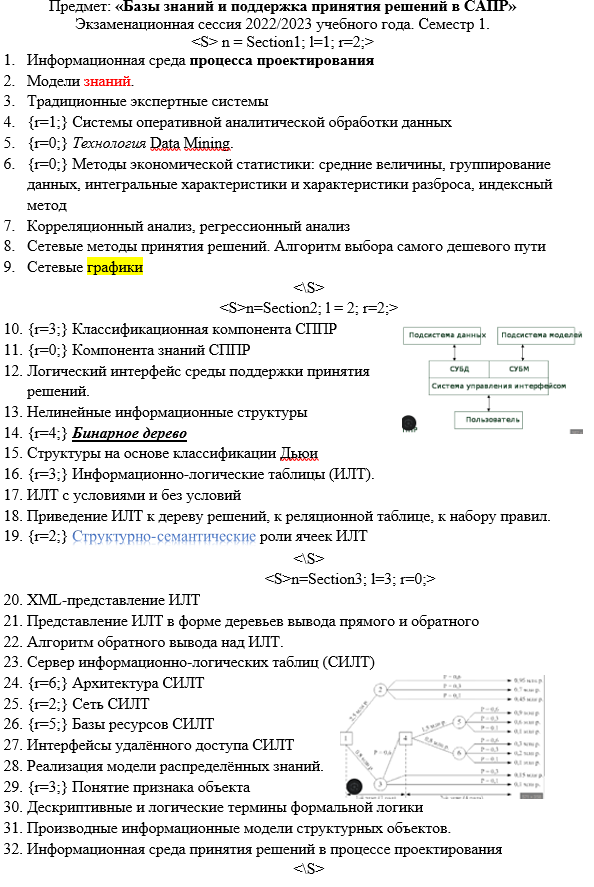 Предмет: «Базы знаний и поддержка принятия решений в САПР»
Экзаменационная сессия 2022/2023 учебного года. Семестр 1.
<S> n = Section1; l=1; r=2;>
1. Информационная среда процесса проектирования
2. Модели знаний.
3. Традиционные экспертные системы
4. {r=1;} Системы оперативной аналитической обработки данных
5. {r=0;} Технология Data Mining.
6. {r=0;} Методы экономической статистики: средние величины, группирование
данных, интегральные характеристики и характеристики разброса, индексный
метод
7. Корреляционный анализ, регрессионный анализ
8. Сетевые методы принятия решений. Алгоритм выбора самого дешевого пути
9. Сетевые графики
<\S>
<S>n=Section2; l = 2; r=2;>
10. {r=3;} Классификационная компонента СППР
11. {r=0;} Компонента знаний СППР
12. Логический интерфейс среды поддержки принятия
решений.
13. Нелинейные информационные структуры
14. {r=4;} Бинарное дерево
15. Структуры на основе классификации Дьюи
16. {r=3;} Информационно-логические таблицы (ИЛТ).
17. ИЛТ с условиями и без условий
18. Приведение ИЛТ к дереву решений, к реляционной таблице, к набору правил.
19. {r=2;} Структурно-семантические роли ячеек ИЛТ
Подсистема данных Подсистема моделей
СУБД СУБМ
Система управления интерфейсом
Пользователь
<\S>
<S>n=Section3; l=3; r=0;>
20. XML-представление ИЛТ
21. Представление ИЛТ в форме деревьев вывода прямого и обратного
22. Алгоритм обратного вывода над ИЛТ.
23. Сервер информационно-логических таблиц (СИЛТ)
24. {r=6;} Архитектура СИЛТ
25. {r=2;} Сеть СИЛТ
26. {r=5;} Базы ресурсов СИЛТ
27. Интерфейсы удалённого доступа СИЛТ
28. Реализация модели распределённых знаний.
29. {r=3;} Понятие признака объекта
30. Дескриптивные и логические термины формальной логики
31. Производные информационные модели структурных объектов.
32. Информационная среда принятия решений в процессе проектирования
1
2
3
4
5
6
<\S>